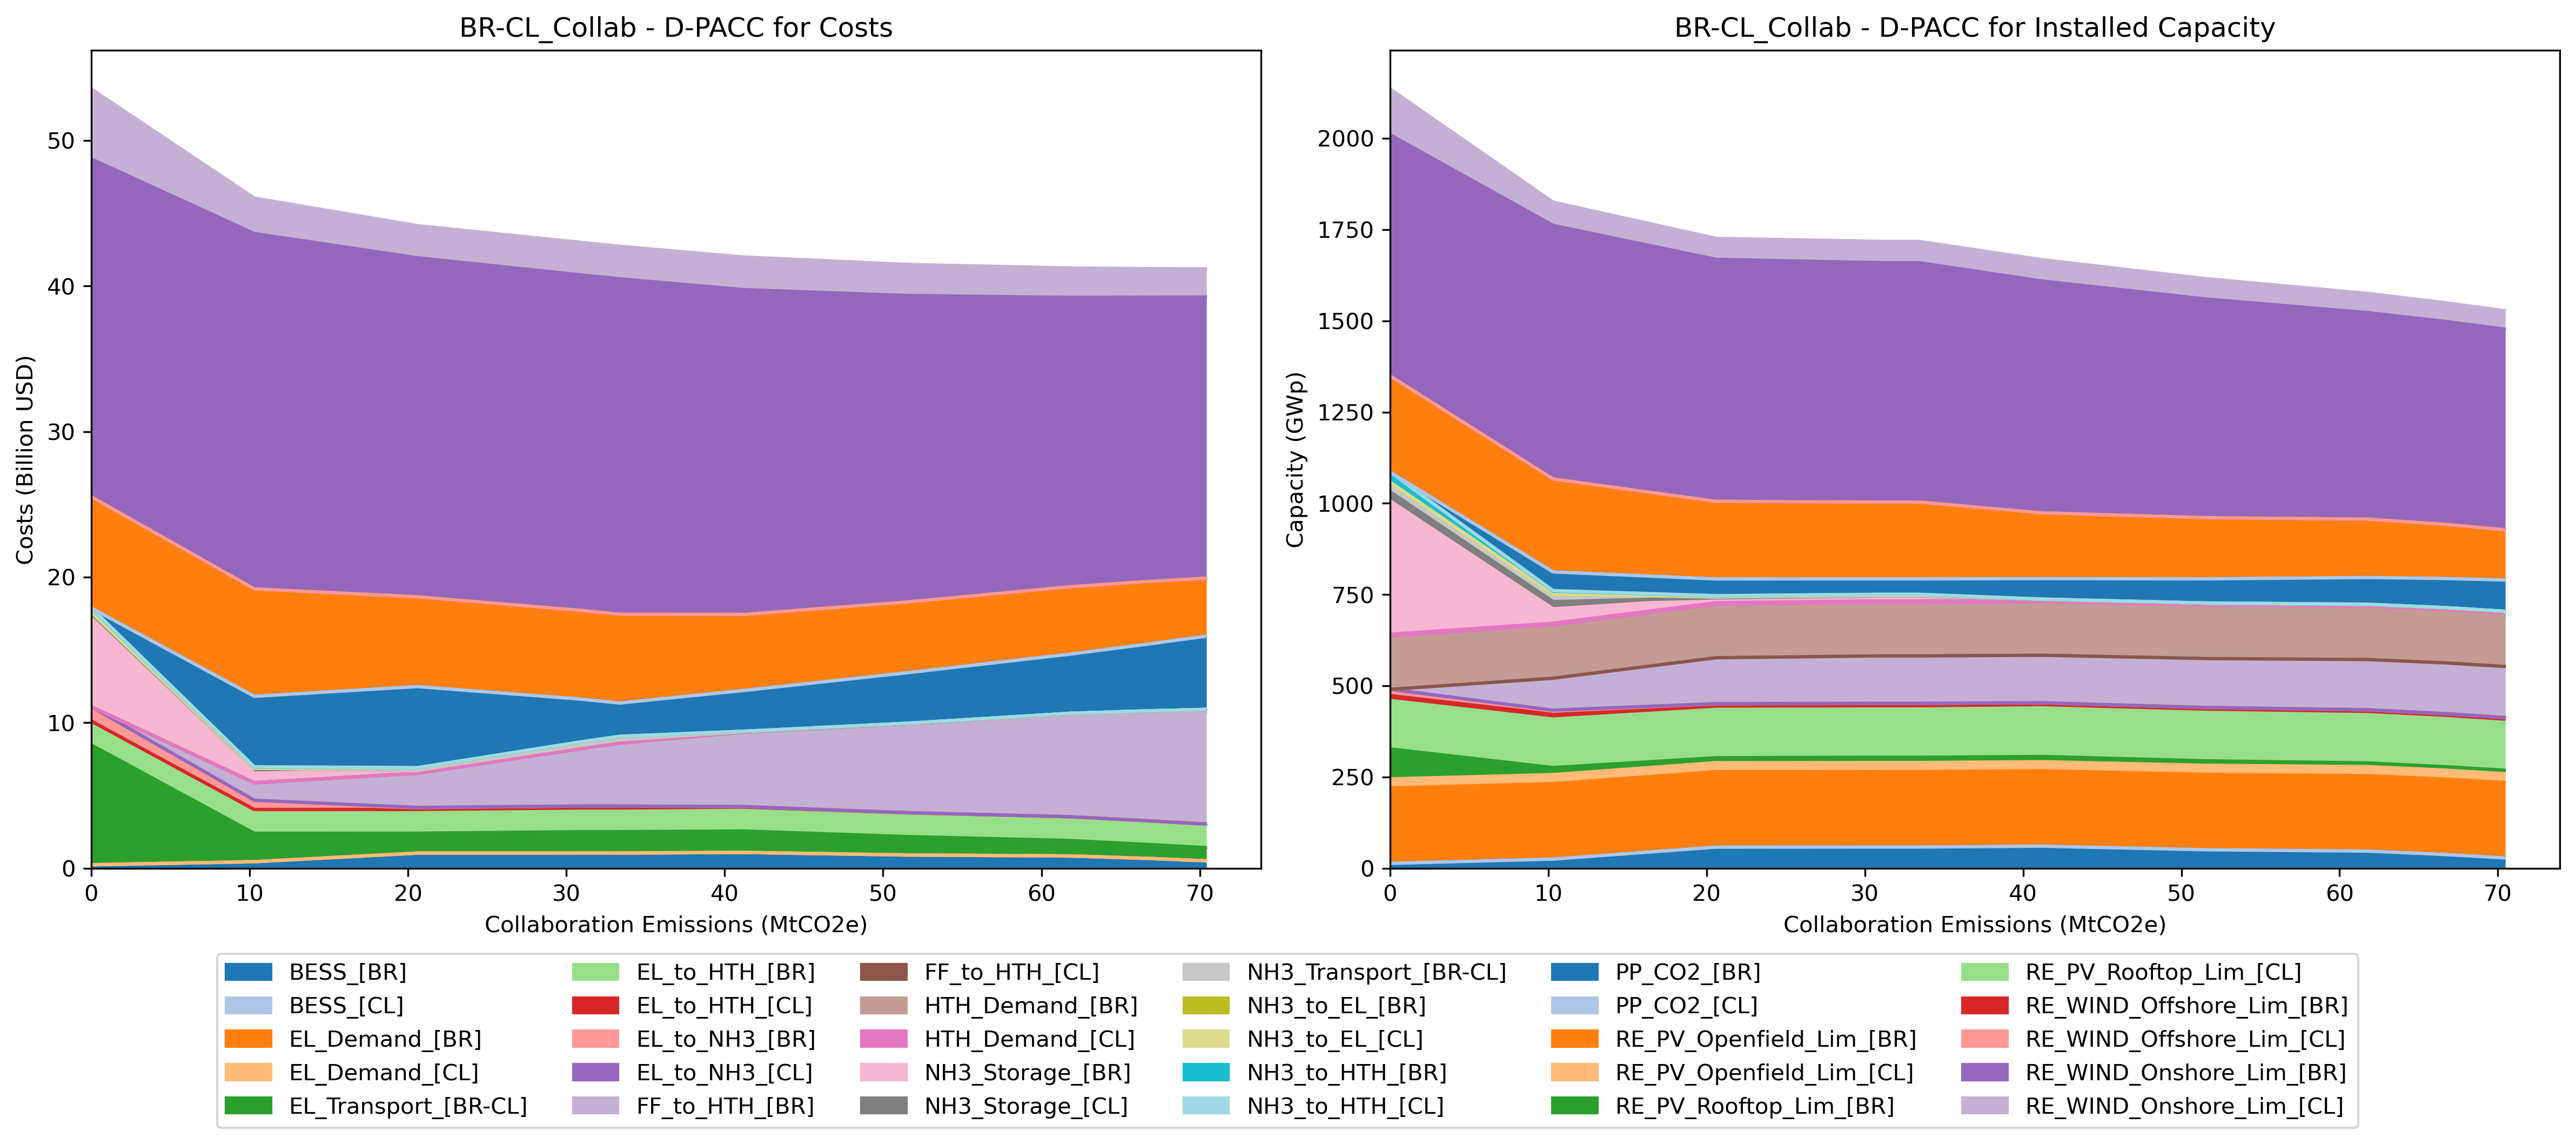 BR-CL_Collab - D-PACC for Costs
50
40
30
20
10
0
Costs (Billion USD)
0 10 20 30 40 50 60 70
Collaboration Emissions (MtCO2e)
BR-CL_Collab - D-PACC for Installed Capacity
2000
1750
1500
1250
1000
750
500
250
0
Capacity (GWp)
0 10 20 30 40 50 60 70
Collaboration Emissions (MtCO2e)
BESS_[BR]
BESS_[CL]
EL_Demand_[BR]
EL_Demand_[CL]
EL_Transport_[BR-CL]
EL_to_HTH_[BR]
EL_to_HTH_[CL]
EL_to_NH3_[BR]
EL_to_NH3_[CL]
FF_to_HTH_[BR]
FF_to_HTH_[CL]
HTH_Demand_[BR]
HTH_Demand_[CL]
NH3_Storage_[BR]
NH3_Storage_[CL]
NH3_Transport_[BR-CL]
NH3_to_EL_[BR]
NH3_to_EL_[CL]
NH3_to_HTH_[BR]
NH3_to_HTH_[CL]
PP_CO2_[BR]
PP_CO2_[CL]
RE_PV_Openfield_Lim_[BR]
RE_PV_Openfield_Lim_[CL]
RE_PV_Rooftop_Lim_[BR]
RE_PV_Rooftop_Lim_[CL]
RE_WIND_Offshore_Lim_[BR]
RE_WIND_Offshore_Lim_[CL]
RE_WIND_Onshore_Lim_[BR]
RE_WIND_Onshore_Lim_[CL]